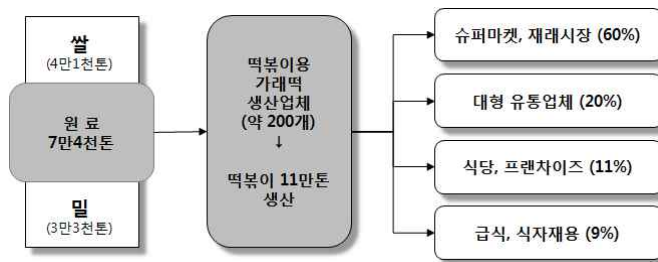 쌀
(4만1천톤)
원 료
7만4천톤
밀
(3만3천톤)
떡볶이용
가래떡
생산업체
(약 200개)
↓
떡볶이 11만톤
생산
슈퍼마켓, 재래시장 (60%)
대형 유통업체 (20%)
식당, 프랜차이즈 (11%)
급식, 식자재용 (9%)